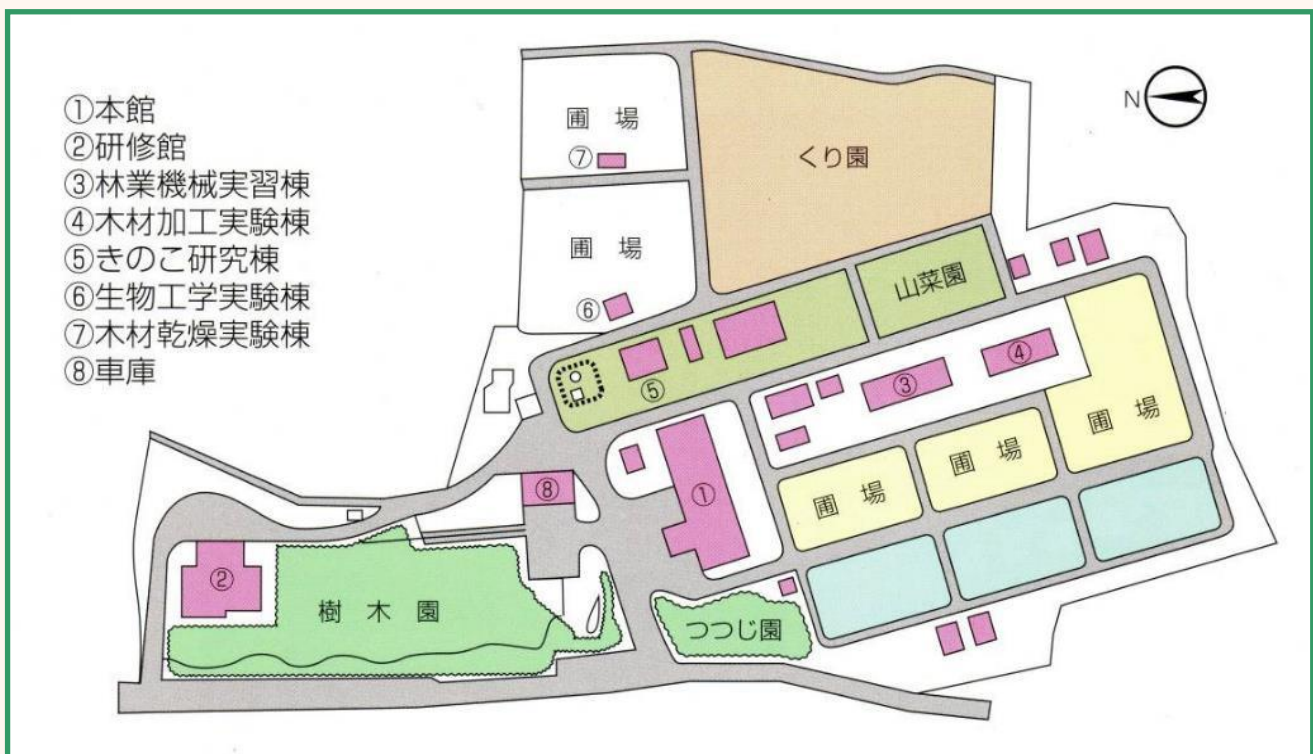 ①本館
②研修館
③林業機械実習棟
④木材加工実験棟
⑤きのこ研究棟
⑥生物工学実験棟
⑦木材乾燥実験棟
⑧車庫
N
圃場
⑦
くり園
圃場
⑥
山菜園
⑤
③
④
圃場
圃場
圃場
①
⑧
②
樹木園
つつじ園